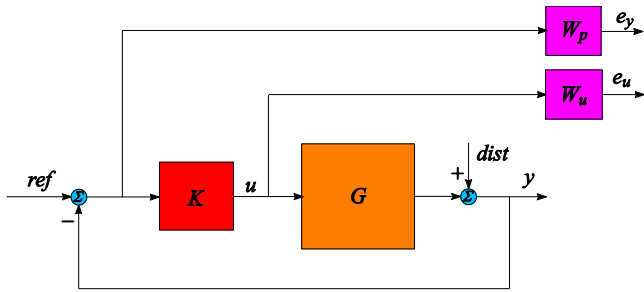 W_p e_y
W_u e_u
ref Σ K u G + dist Σ y
−